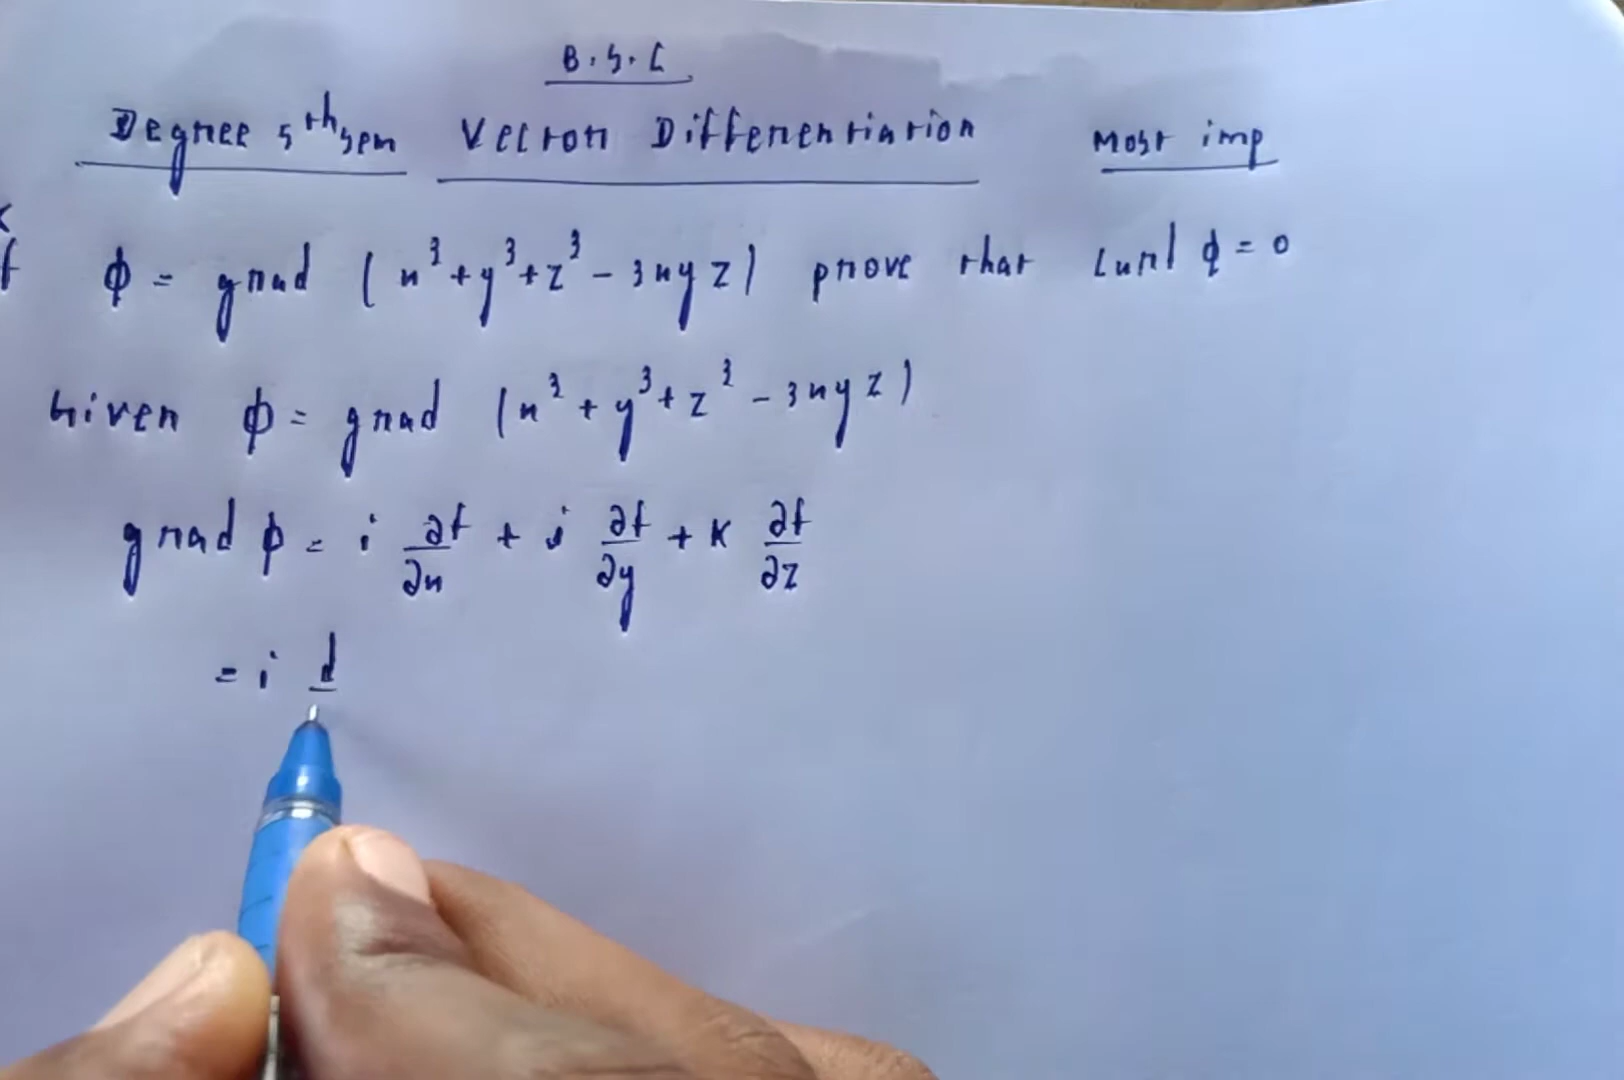 B.S.C
Degree 5th sem Vector Differentiation Most imp
f ϕ = grad (x³ + y³ + z³ - 3xyz) prove that curl ϕ = 0
Given ϕ = grad (x³ + y³ + z³ - 3xyz)
grad ϕ = i ∂f/∂x + j ∂f/∂y + k ∂f/∂z
= i d